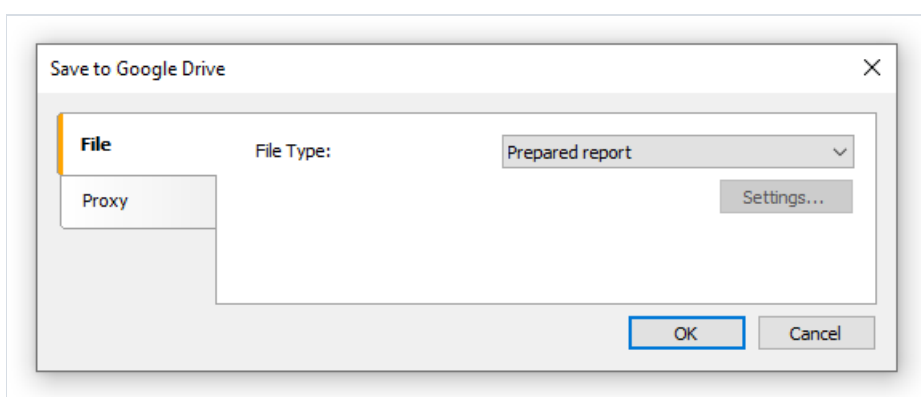 Save to Google Drive
File
File Type:
Prepared report
Proxy
Settings...
OK
Cancel